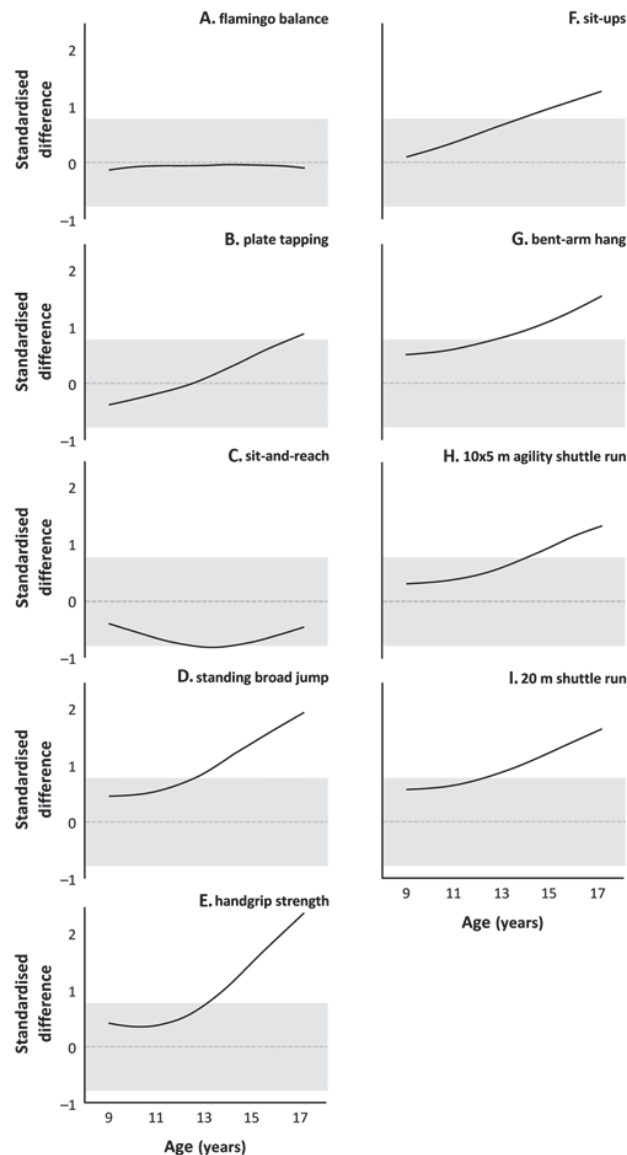 A. flamingo balance
Standardised
difference
2
1
0
–1
B. plate tapping
Standardised
difference
2
1
0
–1
C. sit-and-reach
Standardised
difference
2
1
0
–1
D. standing broad jump
Standardised
difference
2
1
0
–1
E. handgrip strength
Standardised
difference
2
1
0
–1
9 11 13 15 17
Age (years)
F. sit-ups
G. bent-arm hang
H. 10x5 m agility shuttle run
I. 20 m shuttle run
9 11 13 15 17
Age (years)